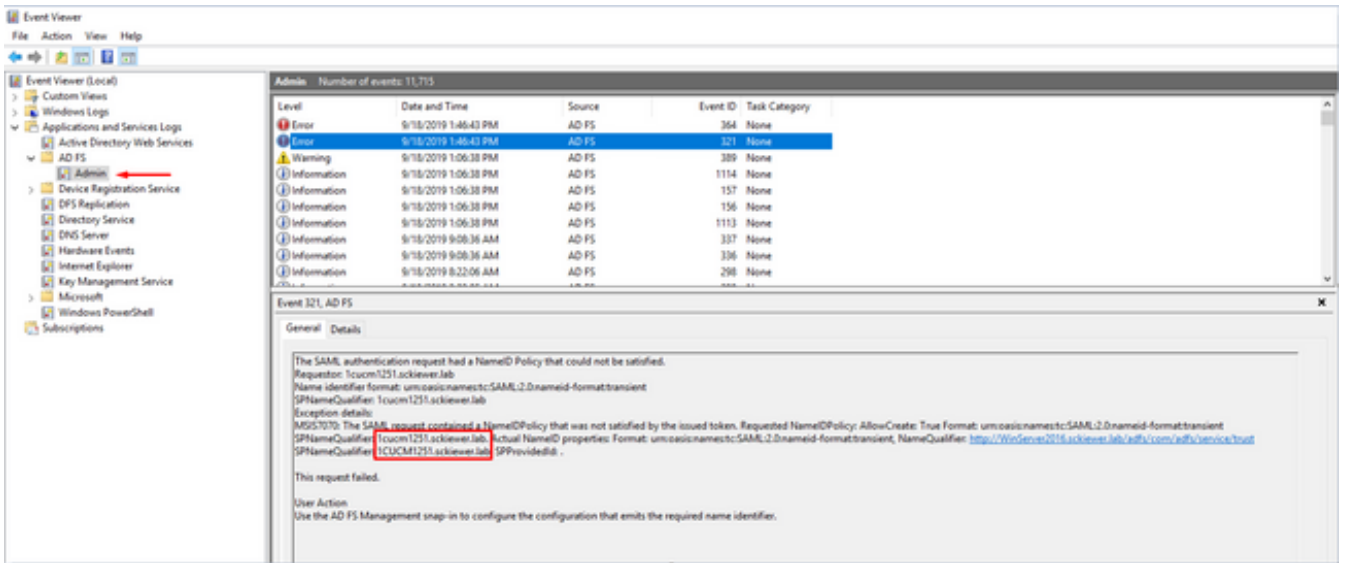 Event Viewer
File Action View Help
Event Viewer (Local)
Custom Views
Windows Logs
Applications and Services Logs
Active Directory Web Services
AD FS
Admin
Device Registration Service
DFS Replication
Directory Service
DNS Server
Hardware Events
Internet Explorer
Key Management Service
Microsoft
Windows PowerShell
Subscriptions
Admin Number of events: 11,715
Level Date and Time Source Event ID Task Category
Error 9/18/2019 1:46:43 PM AD FS 364 None
Error 9/18/2019 1:46:43 PM AD FS 321 None
Warning 9/18/2019 1:06:38 PM AD FS 389 None
Information 9/18/2019 1:06:38 PM AD FS 1114 None
Information 9/18/2019 1:06:38 PM AD FS 157 None
Information 9/18/2019 1:06:38 PM AD FS 156 None
Information 9/18/2019 1:06:38 PM AD FS 1113 None
Information 9/18/2019 9:08:36 AM AD FS 337 None
Information 9/18/2019 9:08:36 AM AD FS 336 None
Information 9/18/2019 8:22:06 AM AD FS 298 None
Event 321, AD FS
General Details
The SAML authentication request had a NameID Policy that could not be satisfied.
Requestor: 1cucm1251.sckiewer.lab
Name identifier format: urn:oasis:names:tc:SAML:2.0:nameid-format:transient
SPNameQualifier: 1cucm1251.sckiewer.lab
Exception details:
MSIS7070: The SAML request contained a NameIDPolicy that was not satisfied by the issued token. Requested NameIDPolicy: AllowCreate: True Format: urn:oasis:names:tc:SAML:2.0:nameid-format:transient
SPNameQualifier: 1cucm1251.sckiewer.lab. Actual NameID properties: Format: urn:oasis:names:tc:SAML:2.0:nameid-format:transient, NameQualifier: http://WinServer2016.sckiewer.lab/adfs/com/adfs/service/trust
SPNameQualifier: 1CUCM1251.sckiewer.lab, SPProvidedId: .
This request failed.
User Action
Use the AD FS Management snap-in to configure the configuration that emits the required name identifier.